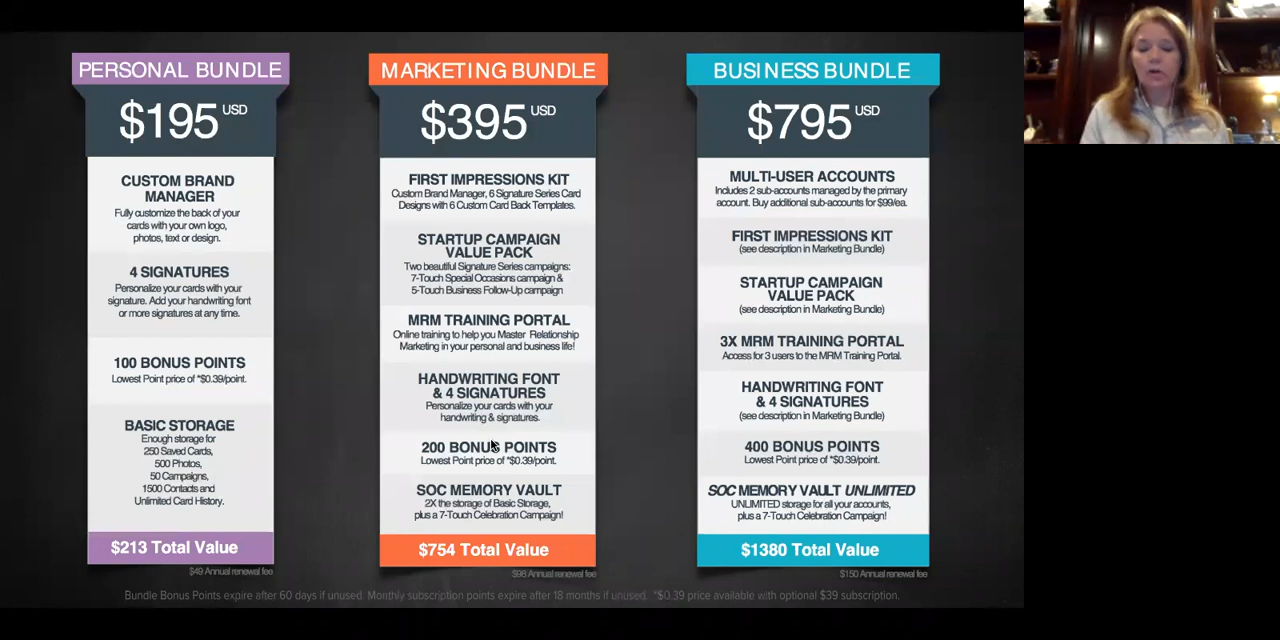 PERSONAL BUNDLE
$195 USD
CUSTOM BRAND
MANAGER
Fully customize the back of your
cards with your own logo,
photos, text or design.
4 SIGNATURES
Personalize your cards with your
signature. Add your handwriting font
or more signatures at any time.
100 BONUS POINTS
Lowest Point price of *$0.39/point.
BASIC STORAGE
Enough storage for
250 Saved Cards,
500 Photos,
50 Campaigns,
1500 Contacts and
Unlimited Card History.
$213 Total Value
$49 Annual renewal fee
MARKETING BUNDLE
$395 USD
FIRST IMPRESSIONS KIT
Custom Brand Manager, 6 Signature Series Card
Designs with 6 Custom Card Back Templates.
STARTUP CAMPAIGN
VALUE PACK
Two beautiful Signature Series campaigns:
7-Touch Special Occasions campaign &
5-Touch Business Follow-Up campaign
MRM TRAINING PORTAL
Online training to help you Master Relationship
Marketing in your personal and business life!
HANDWRITING FONT
& 4 SIGNATURES
Personalize your cards with your
handwriting & signatures.
200 BONUS POINTS
Lowest Point price of *$0.39/point.
SOC MEMORY VAULT
2X the storage of Basic Storage,
plus a 7-Touch Celebration Campaign!
$754 Total Value
$98 Annual renewal fee
BUSINESS BUNDLE
$795 USD
MULTI-USER ACCOUNTS
Includes 2 sub-accounts managed by the primary
account. Buy additional sub-accounts for $99/ea.
FIRST IMPRESSIONS KIT
(see description in Marketing Bundle)
STARTUP CAMPAIGN
VALUE PACK
(see description in Marketing Bundle)
3X MRM TRAINING PORTAL
Access for 3 users to the MRM Training Portal.
HANDWRITING FONT
& 4 SIGNATURES
(see description in Marketing Bundle)
400 BONUS POINTS
Lowest Point price of *$0.39/point.
SOC MEMORY VAULT UNLIMITED
UNLIMITED storage for all your accounts,
plus a 7-Touch Celebration Campaign!
$1380 Total Value
$150 Annual renewal fee
Bundle Bonus Points expire after 60 days if unused. Monthly subscription points expire after 18 months if unused. *$0.39 price available with optional $39 subscription.